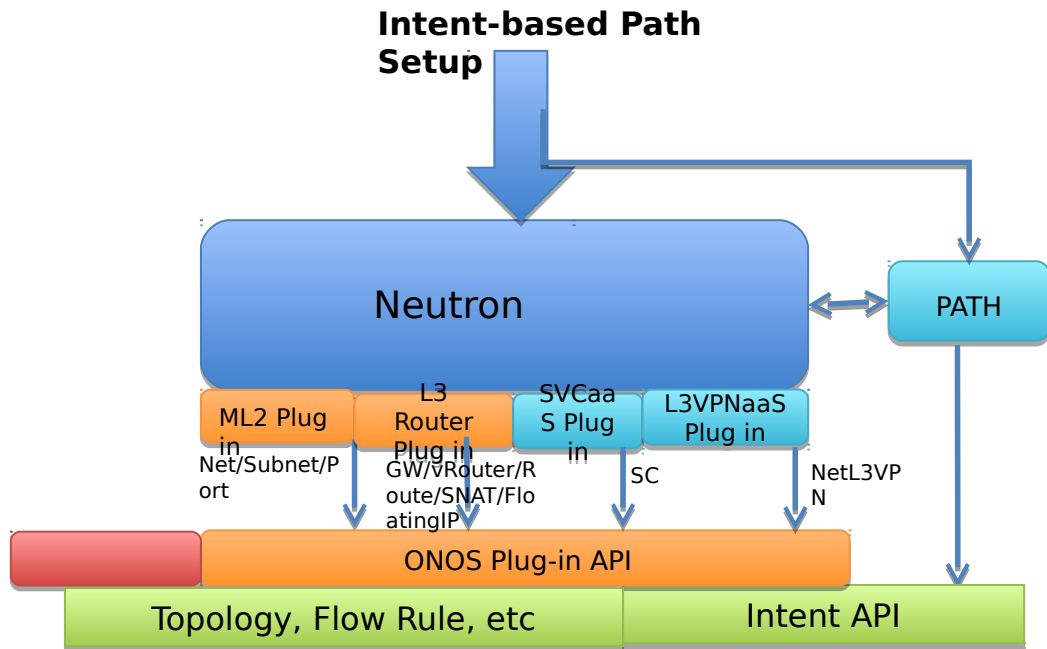 Intent-based Path
Setup
Neutron
PATH
ML2 Plug
in
L3
Router
Plug in
SVCaa
S Plug
in
L3VPNaaS
Plug in
Net/Subnet/P
ort
GW/vRouter/R
oute/SNAT/Flo
atingIP
SC
NetL3VP
N
ONOS Plug-in API
Topology, Flow Rule, etc
Intent API